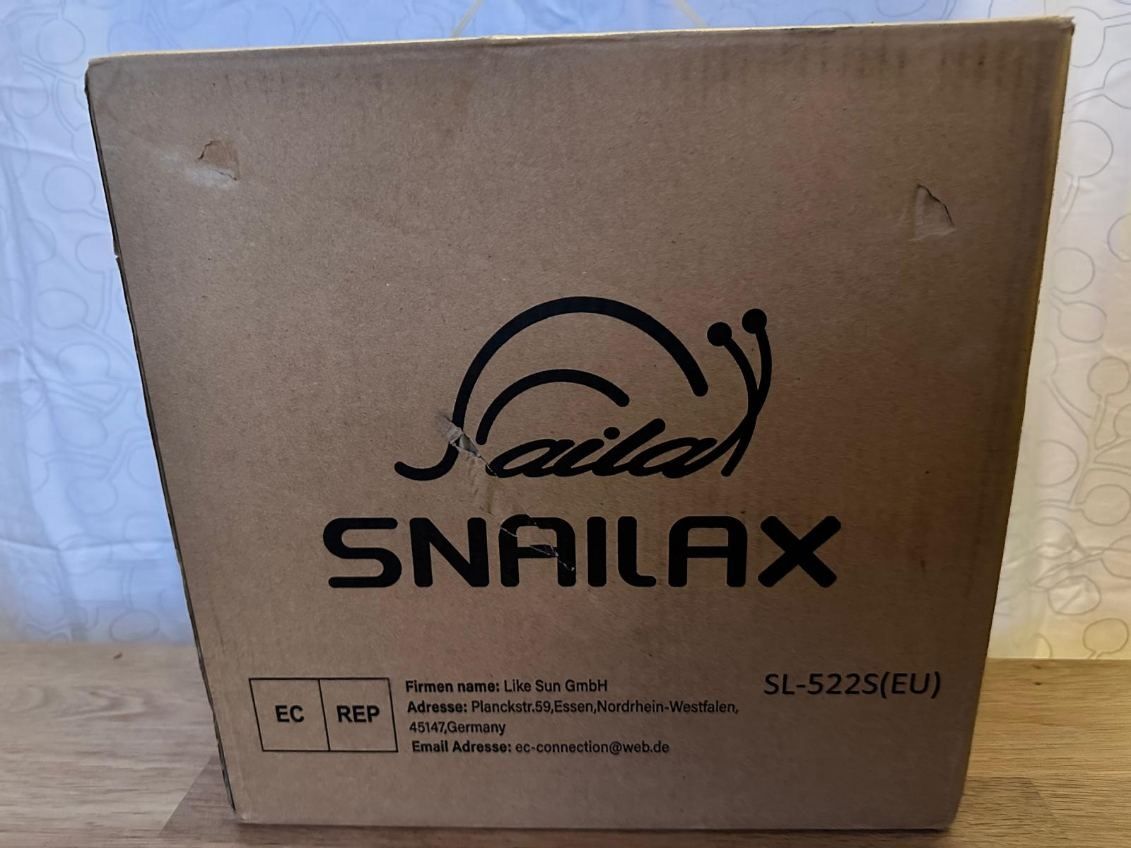 Snailax
SNAILAX
SL-522S(EU)
EC REP
Firmen name: Like Sun GmbH
Adresse: Planckstr.59,Essen,Nordrhein-Westfalen,
45147,Germany
Email Adresse: ec-connection@web.de